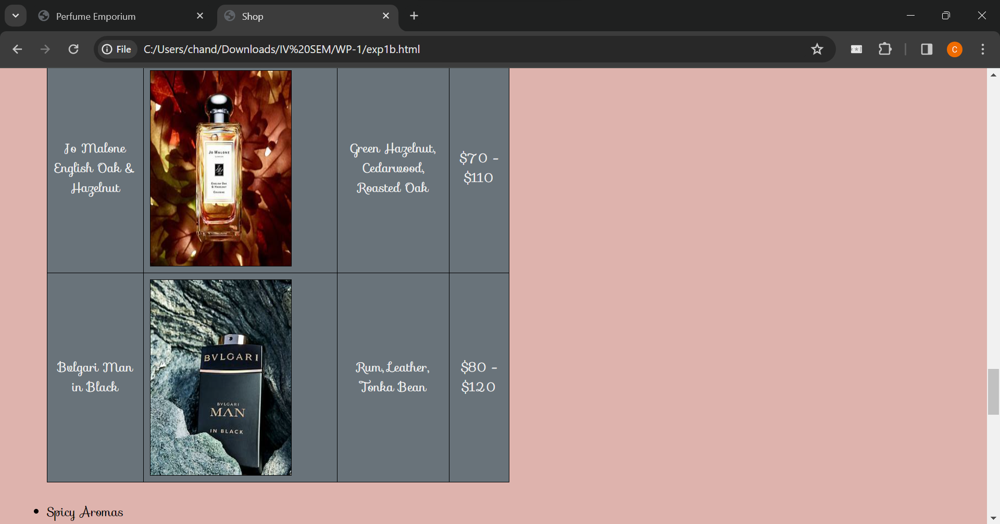 Perfume Emporium
Shop
File
C:/Users/chand/Downloads/IV%20SEM/WP-1/exp1b.html
C
Jo Malone
English Oak &
Hazelnut
JO MALONE
LONDON
ENGLISH OAK
& HAZELNUT
COLOGNE
Green Hazelnut,
Cedarwood,
Roasted Oak
$70 -
$110
Bvlgari Man
in Black
BVLGARI
BVLGARI
MAN
IN BLACK
Rum, Leather,
Tonka Bean
$80 -
$120
• Spicy Aromas